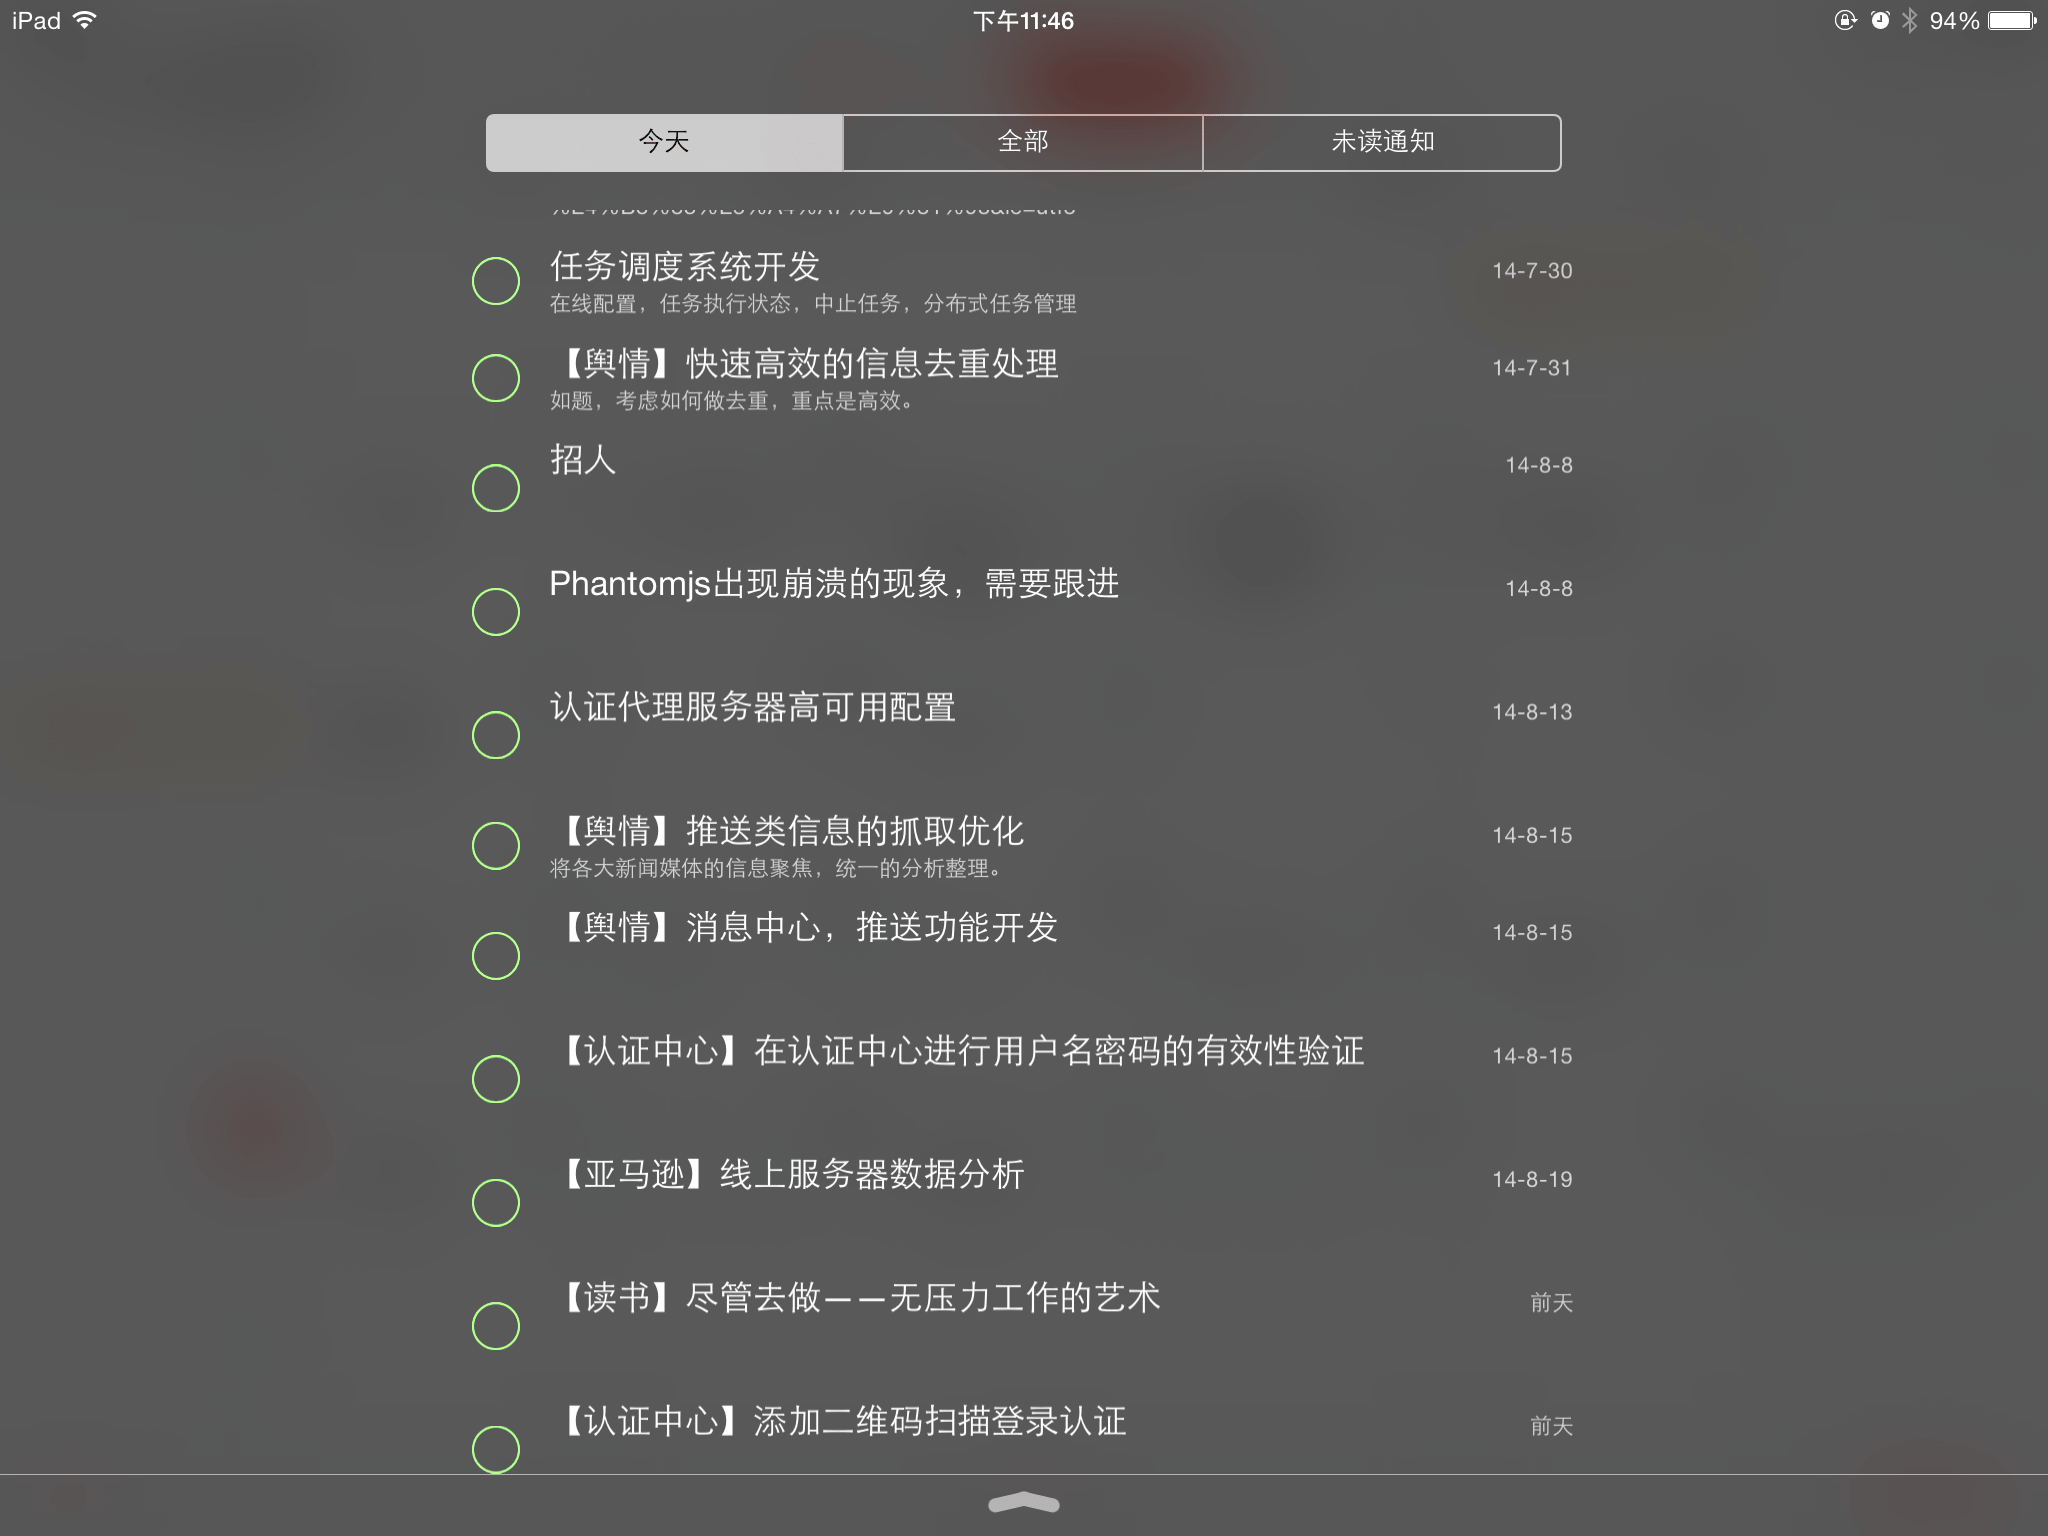 iPad
下午11:46
94%
今天
全部
未读通知
任务调度系统开发
14-7-30
在线配置，任务执行状态，中止任务，分布式任务管理
【舆情】快速高效的信息去重处理
14-7-31
如题，考虑如何做去重，重点是高效。
招人
14-8-8
Phantomjs出现崩溃的现象，需要跟进
14-8-8
认证代理服务器高可用配置
14-8-13
【舆情】推送类信息的抓取优化
14-8-15
将各大新闻媒体的信息聚焦，统一的分析整理。
【舆情】消息中心，推送功能开发
14-8-15
【认证中心】在认证中心进行用户名密码的有效性验证
14-8-15
【亚马逊】线上服务器数据分析
14-8-19
【读书】尽管去做——无压力工作的艺术
前天
【认证中心】添加二维码扫描登录认证
前天